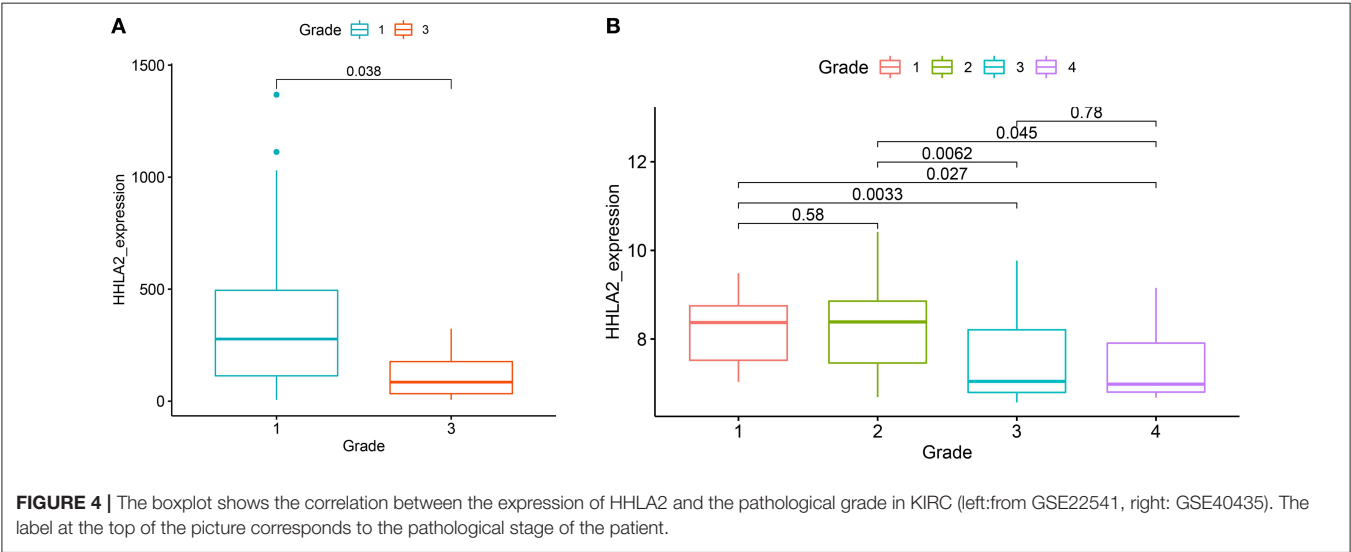 A
Grade 1 3
1500
1000
500
0
HHLA2_expression
0.038
1 3
Grade
B
Grade 1 2 3 4
12
10
8
HHLA2_expression
0.78
0.045
0.0062
0.027
0.0033
0.58
1 2 3 4
Grade
FIGURE 4 | The boxplot shows the correlation between the expression of HHLA2 and the pathological grade in KIRC (left:from GSE22541, right: GSE40435). The
label at the top of the picture corresponds to the pathological stage of the patient.